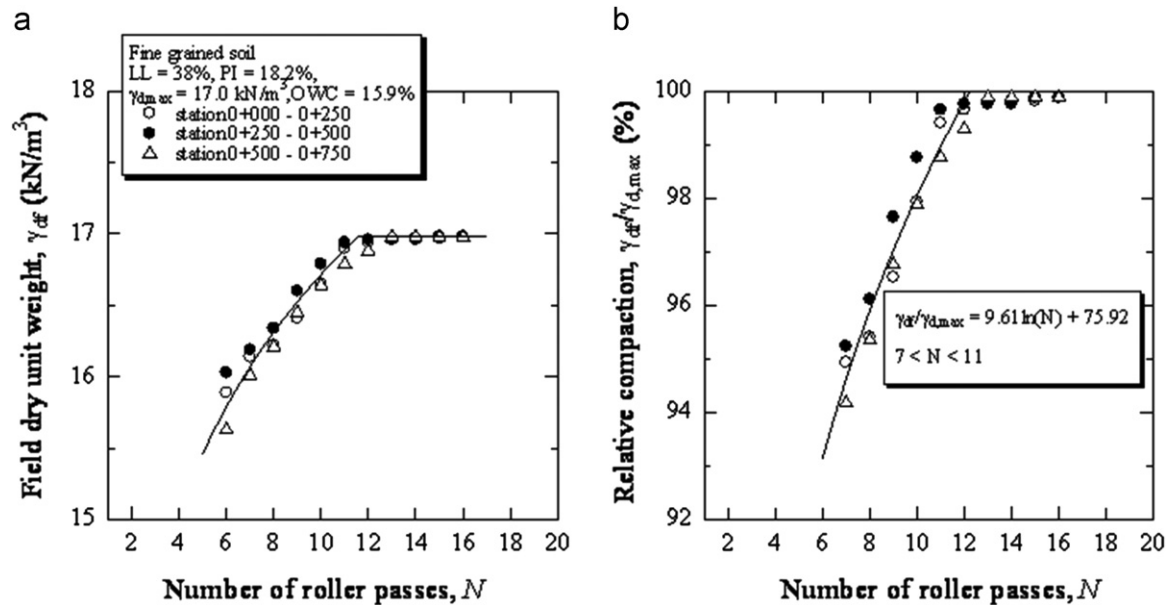 a
Fine grained soil
LL = 38%, PI = 18.2%,
γd,max = 17.0 kN/m³,OWC = 15.9%
station0+000 - 0+250
station0+250 - 0+500
station0+500 - 0+750
Field dry unit weight, γdf (kN/m³)
18
17
16
15
2 4 6 8 10 12 14 16 18 20
Number of roller passes, N
b
Relative compaction, γdf/γd,max (%)
100
98
96
94
92
γdf/γd,max = 9.61ln(N) + 75.92
7 < N < 11
2 4 6 8 10 12 14 16 18 20
Number of roller passes, N